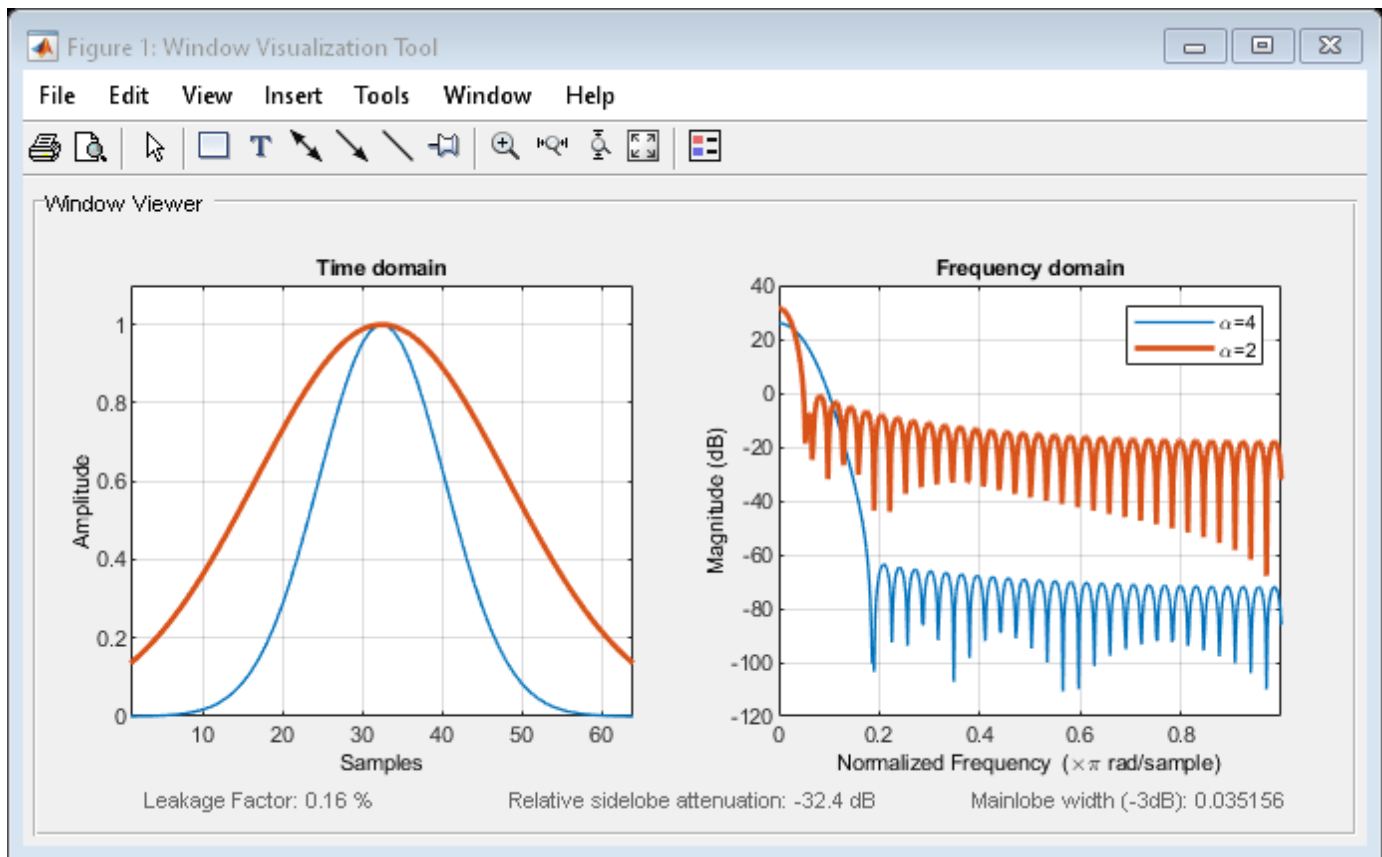 Figure 1: Window Visualization Tool
File Edit View Insert Tools Window Help
T
Window Viewer
Time domain
1
0.8
0.6
0.4
0.2
0
Amplitude
10 20 30 40 50 60
Samples
Frequency domain
40
20
0
-20
-40
-60
-80
-100
-120
Magnitude (dB)
α=4
α=2
0 0.2 0.4 0.6 0.8
Normalized Frequency (×π rad/sample)
Leakage Factor: 0.16 % Relative sidelobe attenuation: -32.4 dB Mainlobe width (-3dB): 0.035156